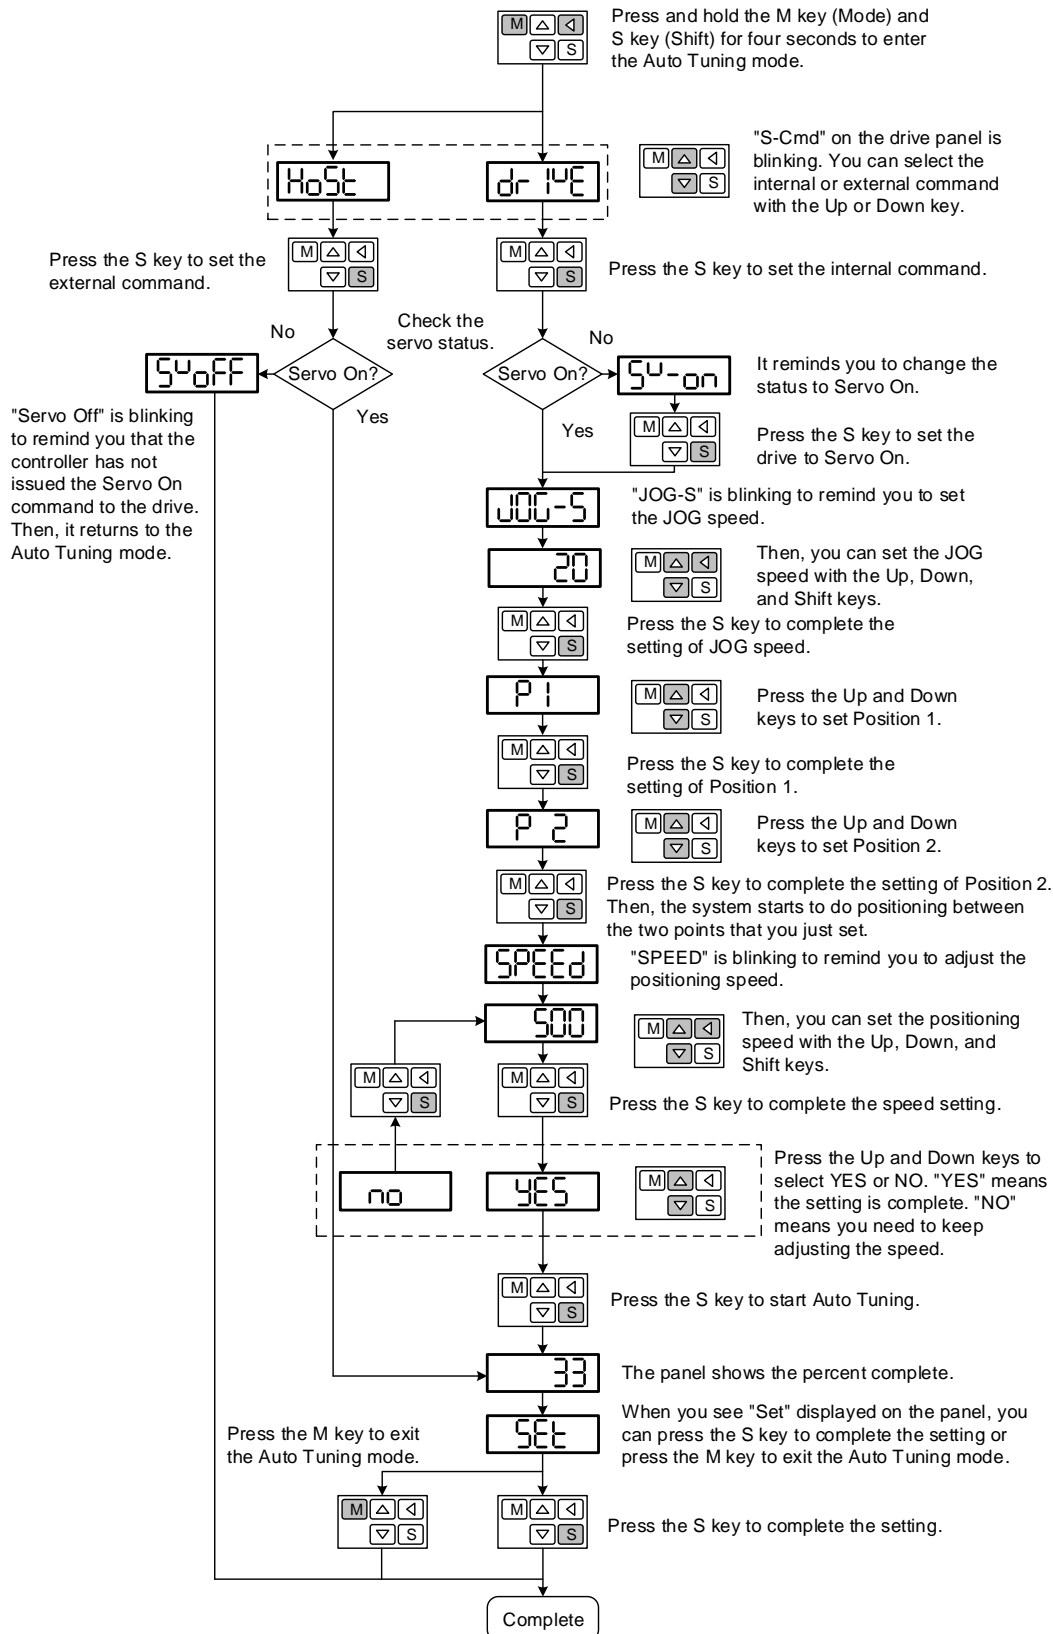 M
S
Press and hold the M key (Mode) and
S key (Shift) for four seconds to enter
the Auto Tuning mode.
HoSt
drIVE
M
S
"S-Cmd" on the drive panel is
blinking. You can select the
internal or external command
with the Up or Down key.
Press the S key to set the
external command.
M
S
M
S
Press the S key to set the internal command.
Check the
servo status.
No
Servo On?
Yes
SVoFF
"Servo Off" is blinking
to remind you that the
controller has not
issued the Servo On
command to the drive.
Then, it returns to the
Auto Tuning mode.
No
Servo On?
Yes
SV-on
It reminds you to change the
status to Servo On.
M
S
Press the S key to set the
drive to Servo On.
JOG-S
"JOG-S" is blinking to remind you to set
the JOG speed.
20
M
S
Then, you can set the JOG
speed with the Up, Down,
and Shift keys.
M
S
Press the S key to complete the
setting of JOG speed.
P1
M
S
Press the Up and Down
keys to set Position 1.
M
S
Press the S key to complete the
setting of Position 1.
P 2
M
S
Press the Up and Down
keys to set Position 2.
M
S
Press the S key to complete the setting of Position 2.
Then, the system starts to do positioning between
the two points that you just set.
SPEEd
"SPEED" is blinking to remind you to adjust the
positioning speed.
500
M
S
Then, you can set the positioning
speed with the Up, Down, and
Shift keys.
M
S
M
S
Press the S key to complete the speed setting.
no
YES
M
S
Press the Up and Down keys to
select YES or NO. "YES" means
the setting is complete. "NO"
means you need to keep
adjusting the speed.
M
S
Press the S key to start Auto Tuning.
33
The panel shows the percent complete.
SEt
When you see "Set" displayed on the panel, you
can press the S key to complete the setting or
press the M key to exit the Auto Tuning mode.
Press the M key to exit
the Auto Tuning mode.
M
S
M
S
Press the S key to complete the setting.
Complete